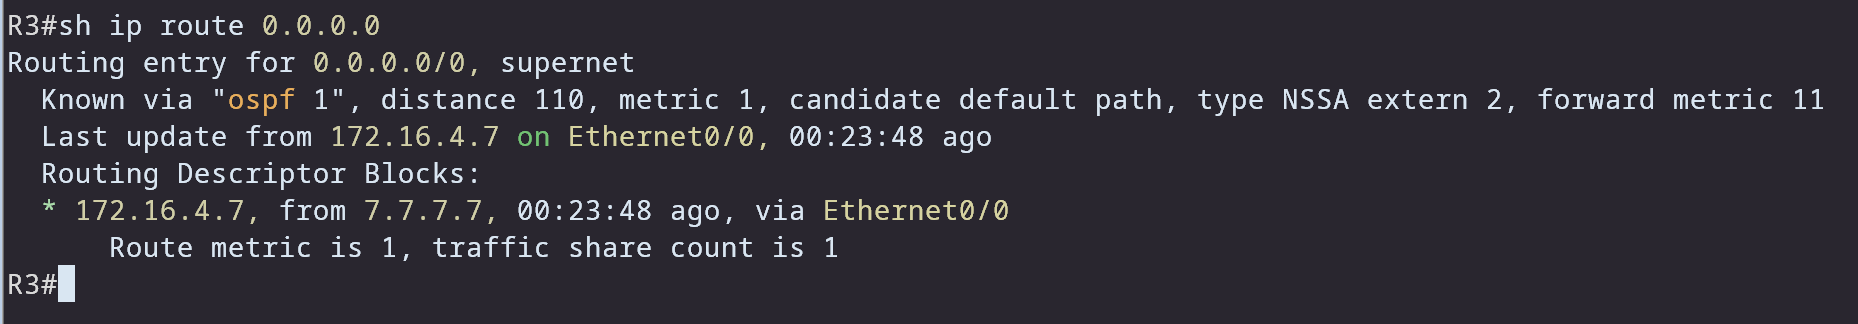 R3#sh ip route 0.0.0.0
Routing entry for 0.0.0.0/0, supernet
  Known via "ospf 1", distance 110, metric 1, candidate default path, type NSSA extern 2, forward metric 11
  Last update from 172.16.4.7 on Ethernet0/0, 00:23:48 ago
  Routing Descriptor Blocks:
  * 172.16.4.7, from 7.7.7.7, 00:23:48 ago, via Ethernet0/0
      Route metric is 1, traffic share count is 1
R3#